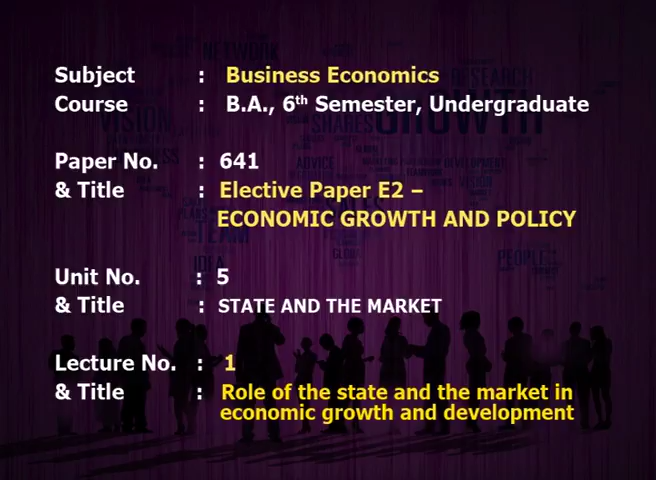 Subject : Business Economics
Course : B.A., 6th Semester, Undergraduate
Paper No. : 641
& Title : Elective Paper E2 –
ECONOMIC GROWTH AND POLICY
Unit No. : 5
& Title : STATE AND THE MARKET
Lecture No. : 1
& Title : Role of the state and the market in
economic growth and development